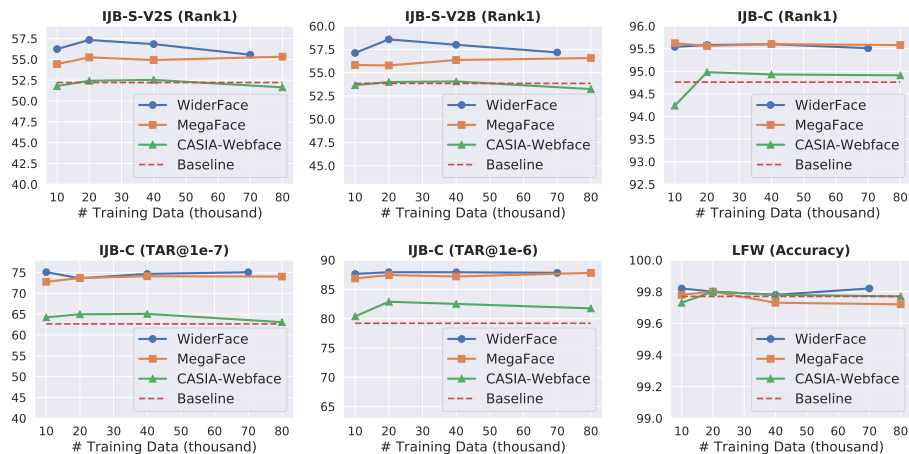 IJB-S-V2S (Rank1)
57.5
55.0
52.5
50.0
47.5
45.0
42.5
40.0
10 20 30 40 50 60 70 80
# Training Data (thousand)
WiderFace
MegaFace
CASIA-Webface
Baseline
IJB-S-V2B (Rank1)
60.0
57.5
55.0
52.5
50.0
47.5
45.0
10 20 30 40 50 60 70 80
# Training Data (thousand)
WiderFace
MegaFace
CASIA-Webface
Baseline
IJB-C (Rank1)
96.0
95.5
95.0
94.5
94.0
93.5
93.0
92.5
10 20 30 40 50 60 70 80
# Training Data (thousand)
WiderFace
MegaFace
CASIA-Webface
Baseline
IJB-C (TAR@1e-7)
75
70
65
60
55
50
45
40
10 20 30 40 50 60 70 80
# Training Data (thousand)
WiderFace
MegaFace
CASIA-Webface
Baseline
IJB-C (TAR@1e-6)
90
85
80
75
70
65
10 20 30 40 50 60 70 80
# Training Data (thousand)
WiderFace
MegaFace
CASIA-Webface
Baseline
LFW (Accuracy)
100.0
99.8
99.6
99.4
99.2
99.0
10 20 30 40 50 60 70 80
# Training Data (thousand)
WiderFace
MegaFace
CASIA-Webface
Baseline